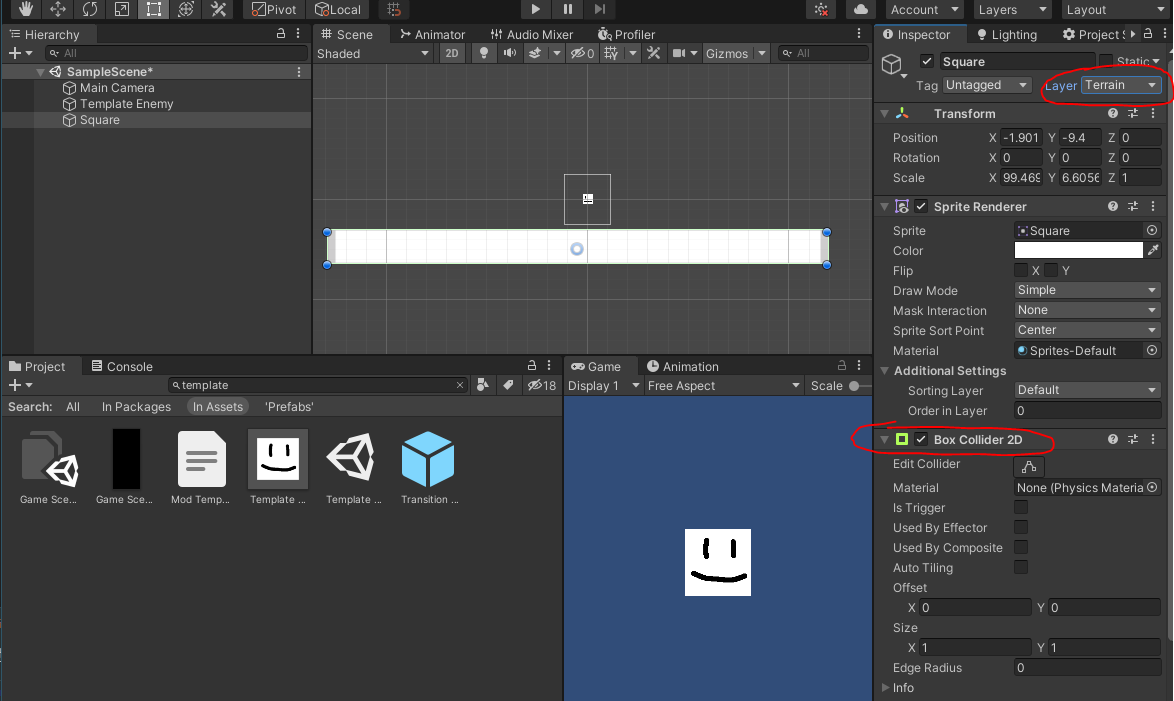 Pivot Local Account Layers Layout
Hierarchy
All
SampleScene*
Main Camera
Template Enemy
Square
Scene Animator Audio Mixer Profiler
Shaded 2D 0 Gizmos All
Project Console
template 18
Search: All In Packages In Assets 'Prefabs'
Game Sce... Game Sce... Mod Temp... Template ... Template ... Transition ...
Game Animation
Display 1 Free Aspect Scale
Inspector Lighting Project S
Square Static
Tag Untagged Layer Terrain
Transform
Position X -1.901 Y -9.4 Z 0
Rotation X 0 Y 0 Z 0
Scale X 99.469 Y 6.6056 Z 1
Sprite Renderer
Sprite Square
Color
Flip X Y
Draw Mode Simple
Mask Interaction None
Sprite Sort Point Center
Material Sprites-Default
Additional Settings
Sorting Layer Default
Order in Layer 0
Box Collider 2D
Edit Collider
Material None (Physics Materia
Is Trigger
Used By Effector
Used By Composite
Auto Tiling
Offset
X 0 Y 0
Size
X 1 Y 1
Edge Radius 0
Info